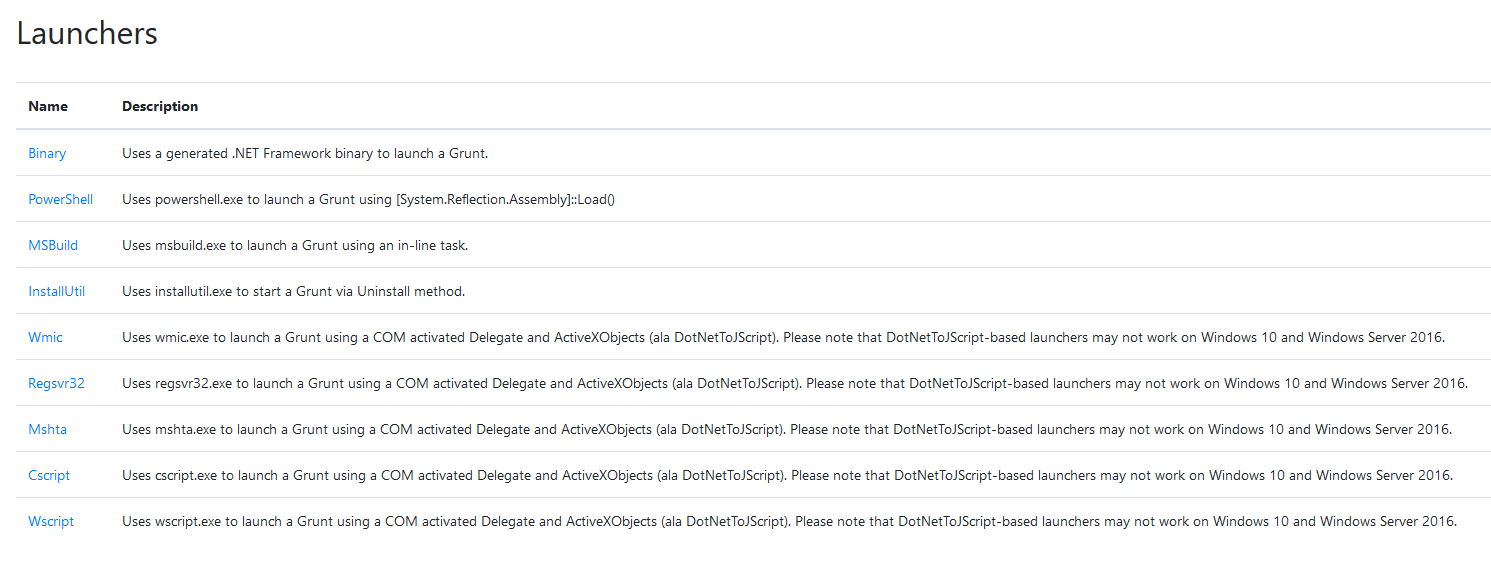 Launchers
Name Description
Binary Uses a generated .NET Framework binary to launch a Grunt.
PowerShell Uses powershell.exe to launch a Grunt using [System.Reflection.Assembly]::Load()
MSBuild Uses msbuild.exe to launch a Grunt using an in-line task.
InstallUtil Uses installutil.exe to start a Grunt via Uninstall method.
Wmic Uses wmic.exe to launch a Grunt using a COM activated Delegate and ActiveXObjects (ala DotNetToJScript). Please note that DotNetToJScript-based launchers may not work on Windows 10 and Windows Server 2016.
Regsvr32 Uses regsvr32.exe to launch a Grunt using a COM activated Delegate and ActiveXObjects (ala DotNetToJScript). Please note that DotNetToJScript-based launchers may not work on Windows 10 and Windows Server 2016.
Mshta Uses mshta.exe to launch a Grunt using a COM activated Delegate and ActiveXObjects (ala DotNetToJScript). Please note that DotNetToJScript-based launchers may not work on Windows 10 and Windows Server 2016.
Cscript Uses cscript.exe to launch a Grunt using a COM activated Delegate and ActiveXObjects (ala DotNetToJScript). Please note that DotNetToJScript-based launchers may not work on Windows 10 and Windows Server 2016.
Wscript Uses wscript.exe to launch a Grunt using a COM activated Delegate and ActiveXObjects (ala DotNetToJScript). Please note that DotNetToJScript-based launchers may not work on Windows 10 and Windows Server 2016.